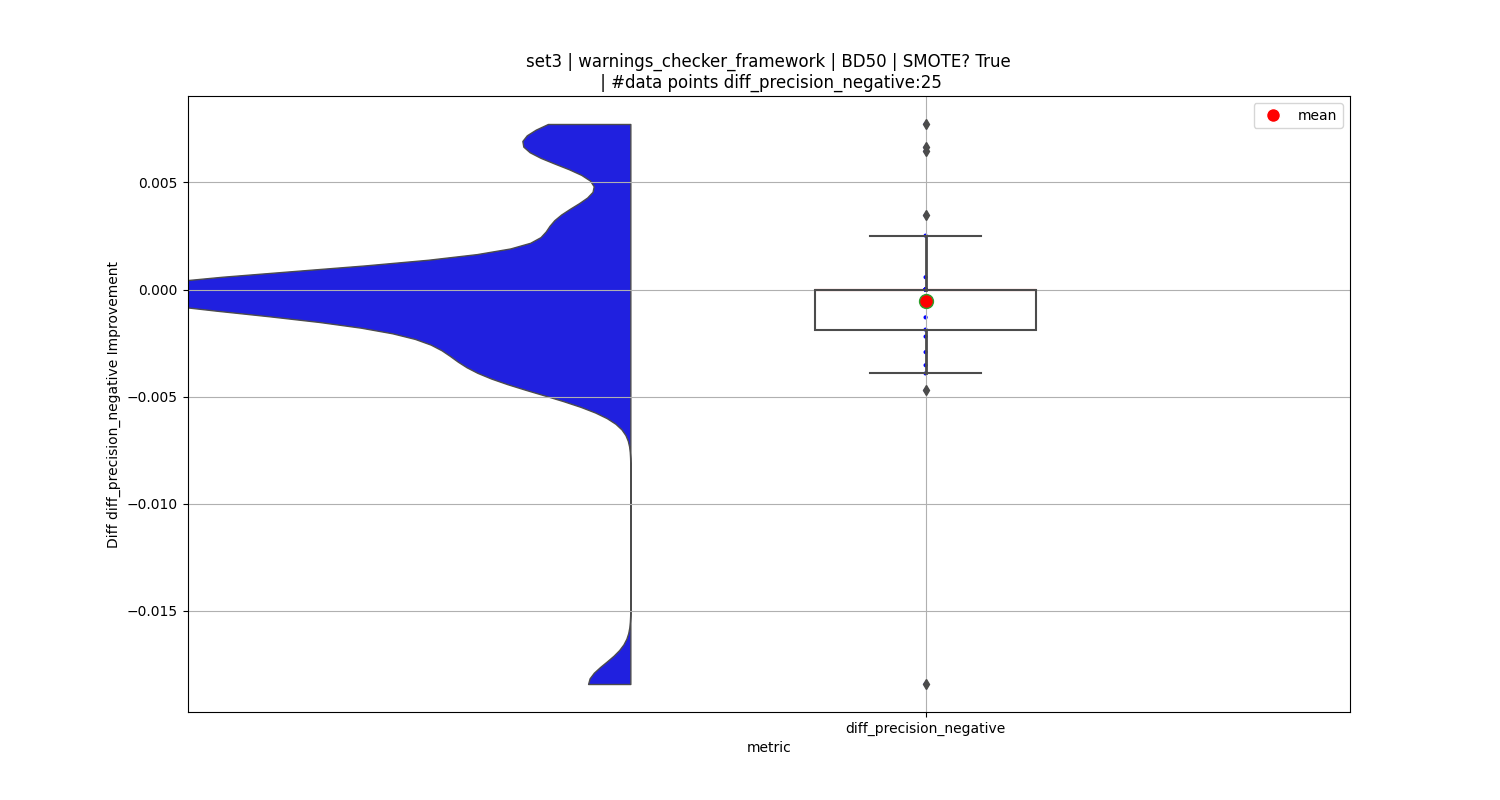 set3 | warnings_checker_framework | BD50 | SMOTE? True
| #data points diff_precision_negative:25
mean
0.005
0.000
−0.005
−0.010
−0.015
Diff diff_precision_negative Improvement
diff_precision_negative
metric